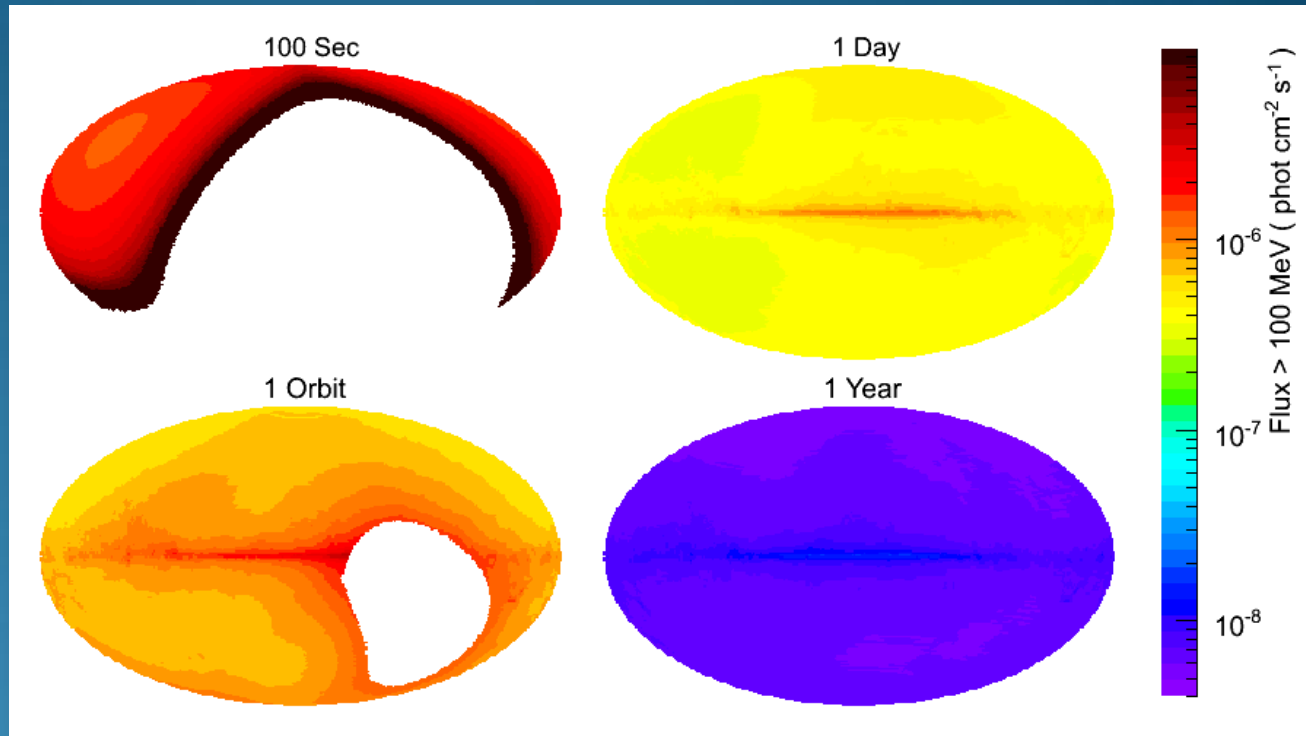 100 Sec
1 Day
1 Orbit
1 Year
10⁻⁶
10⁻⁷
10⁻⁸
Flux > 100 MeV ( phot cm⁻² s⁻¹ )